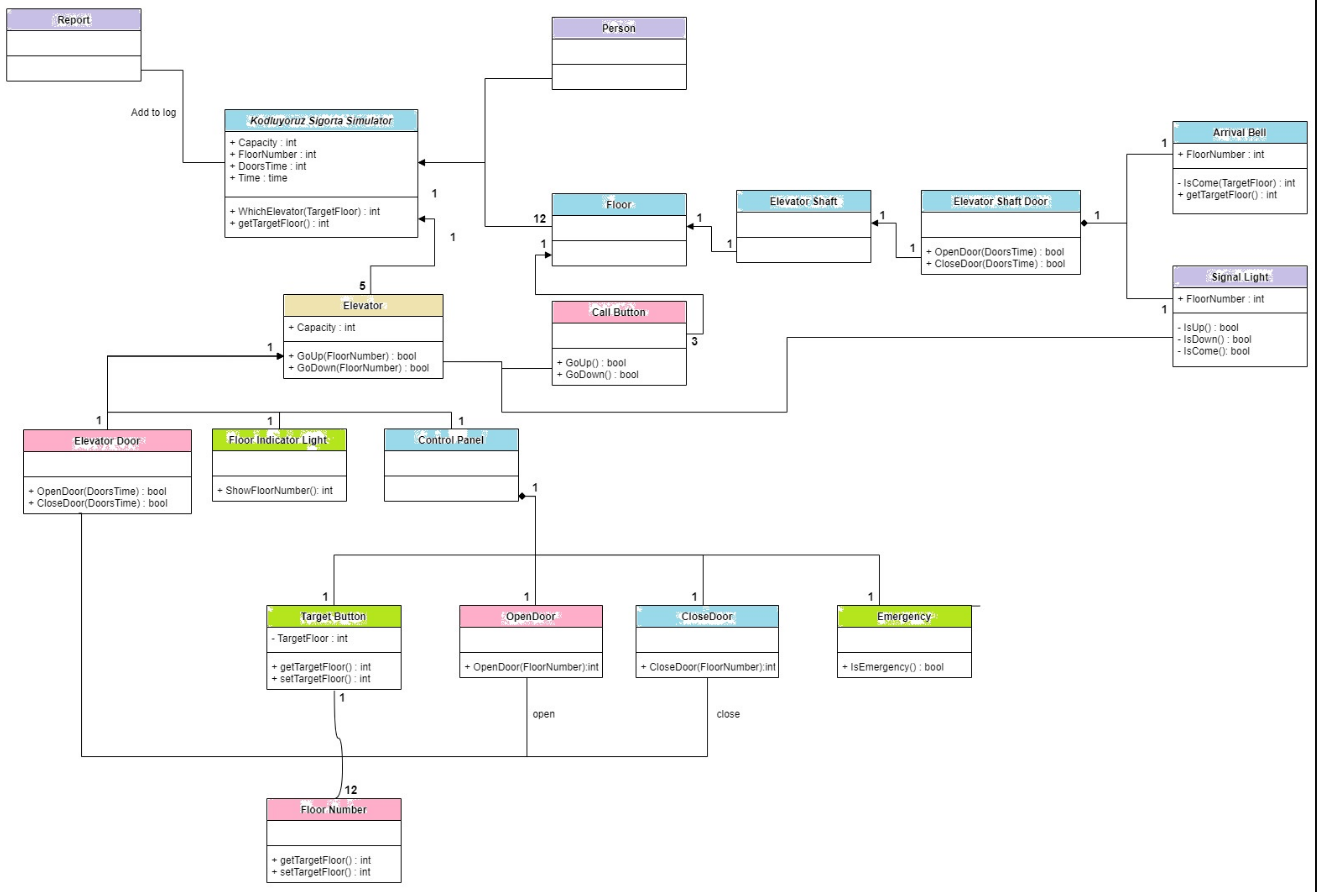 Report
Person
Add to log
Kodluyoruz Sigorta Simulator
+ Capacity : int
+ FloorNumber : int
+ DoorsTime : int
+ Time : time
+ WhichElevator(TargetFloor) : int
+ getTargetFloor() : int
1
1
5
Arrival Bell
+ FloorNumber : int
- IsCome(TargetFloor) : int
+ getTargetFloor() : int
1
Floor
12
1
1
1
Elevator Shaft
1
1
Elevator Shaft Door
+ OpenDoor(DoorsTime) : bool
+ CloseDoor(DoorsTime) : bool
1
Signal Light
+ FloorNumber : int
- IsUp() : bool
- IsDown() : bool
- IsCome(): bool
1
Elevator
+ Capacity : int
+ GoUp(FloorNumber) : bool
+ GoDown(FloorNumber) : bool
1
Call Button
+ GoUp() : bool
+ GoDown() : bool
3
1
Elevator Door
+ OpenDoor(DoorsTime) : bool
+ CloseDoor(DoorsTime) : bool
1
Floor Indicator Light
+ ShowFloorNumber(): int
1
Control Panel
1
1
Target Button
- TargetFloor : int
+ getTargetFloor() : int
+ setTargetFloor() : int
1
1
OpenDoor
+ OpenDoor(FloorNumber):int
open
1
CloseDoor
+ CloseDoor(FloorNumber):int
close
1
Emergency
+ IsEmergency() : bool
12
Floor Number
+ getTargetFloor() : int
+ setTargetFloor() : int